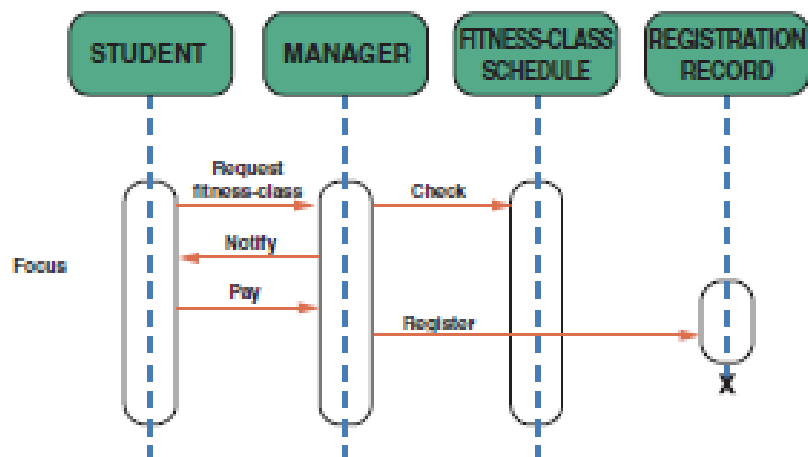 STUDENT
MANAGER
FITNESS-CLASS
SCHEDULE
REGISTRATION
RECORD
Request
fitness-class
Check
Notify
Focus
Pay
Register
X